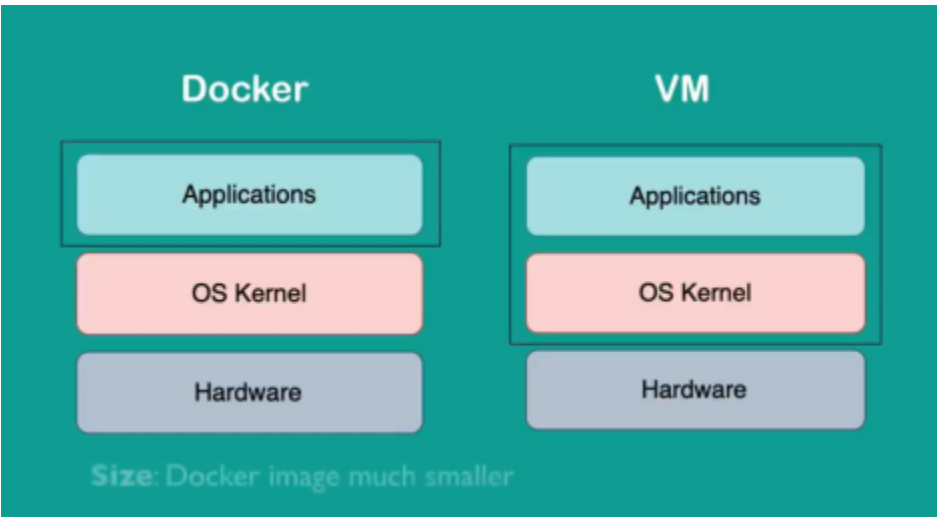 Docker
VM
Applications
Applications
OS Kernel
OS Kernel
Hardware
Hardware
Size: Docker image much smaller